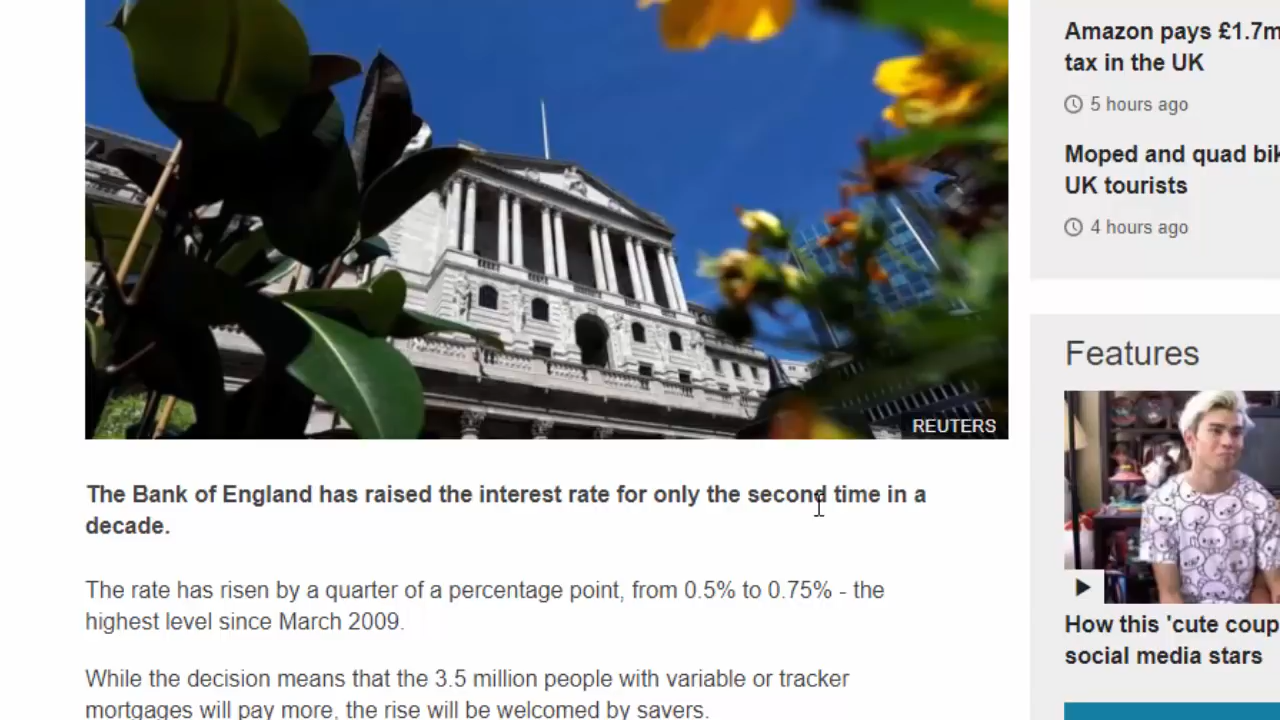 REUTERS
The Bank of England has raised the interest rate for only the second time in a
decade.
The rate has risen by a quarter of a percentage point, from 0.5% to 0.75% - the
highest level since March 2009.
While the decision means that the 3.5 million people with variable or tracker
mortgages will pay more, the rise will be welcomed by savers.
Amazon pays £1.7m
tax in the UK
5 hours ago
Moped and quad bik
UK tourists
4 hours ago
Features
How this 'cute coup
social media stars